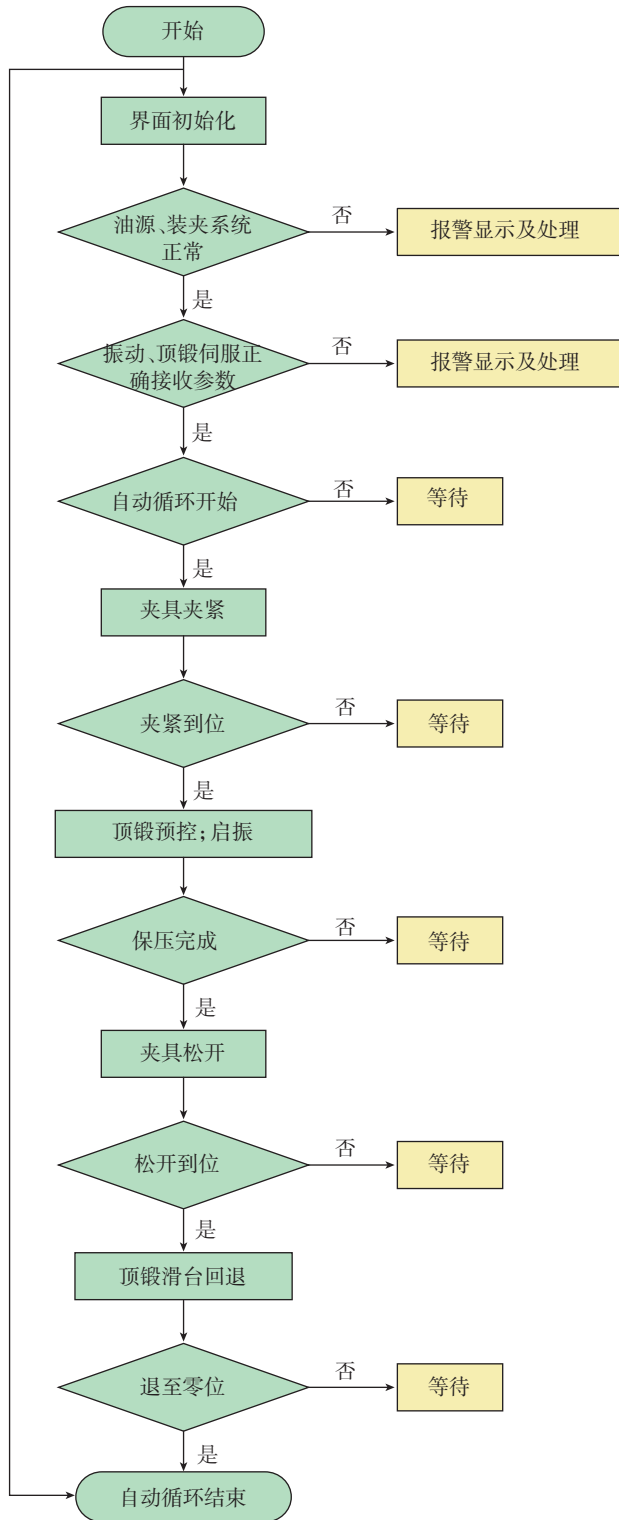 开始
界面初始化
油源、装夹系统
正常
否
报警显示及处理
是
振动、顶锻伺服正
确接收参数
否
报警显示及处理
是
自动循环开始
否
等待
是
夹具夹紧
夹紧到位
否
等待
是
顶锻预控；启振
保压完成
否
等待
是
夹具松开
松开到位
否
等待
是
顶锻滑台回退
退至零位
否
等待
是
自动循环结束